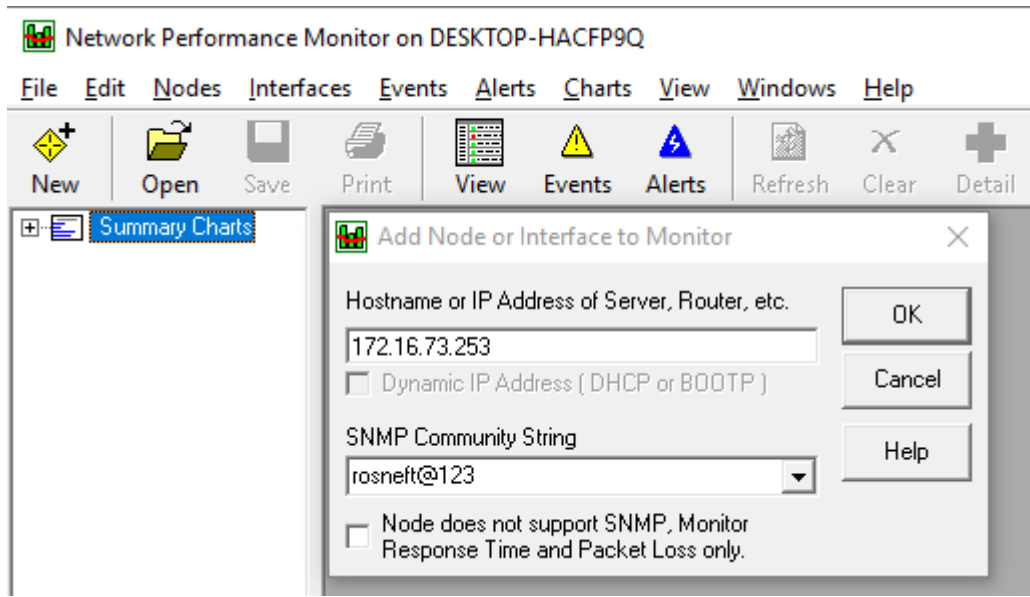 Network Performance Monitor on DESKTOP-HACFP9Q
File Edit Nodes Interfaces Events Alerts Charts View Windows Help
New Open Save Print View Events Alerts Refresh Clear Detail
Summary Charts
Add Node or Interface to Monitor
Hostname or IP Address of Server, Router, etc.
172.16.73.253
OK
Dynamic IP Address ( DHCP or BOOTP )
Cancel
SNMP Community String
rosneft@123
Help
Node does not support SNMP, Monitor
Response Time and Packet Loss only.